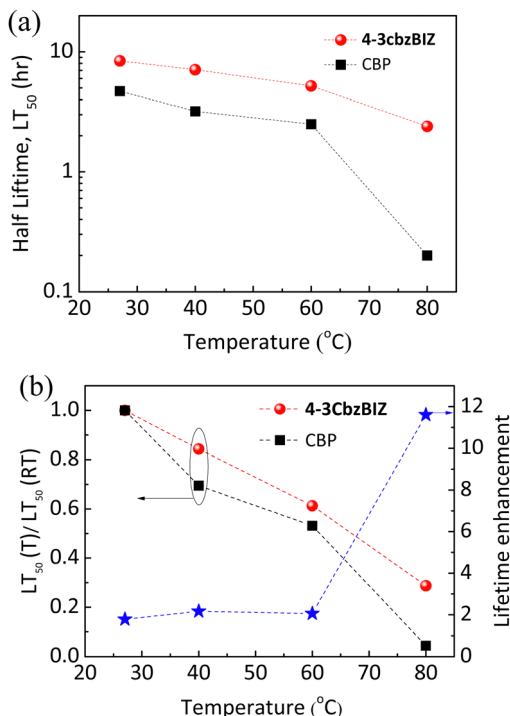 (a)
10
1
0.1
Half Liftime, LT50 (hr)
4-3cbzBIZ
CBP
20 30 40 50 60 70 80
Temperature (°C)
(b)
1.0
0.8
0.6
0.4
0.2
0.0
LT50 (T)/ LT50 (RT)
4-3CbzBIZ
CBP
12
10
8
6
4
2
0
Lifetime enhancement
20 30 40 50 60 70 80
Temperature (°C)